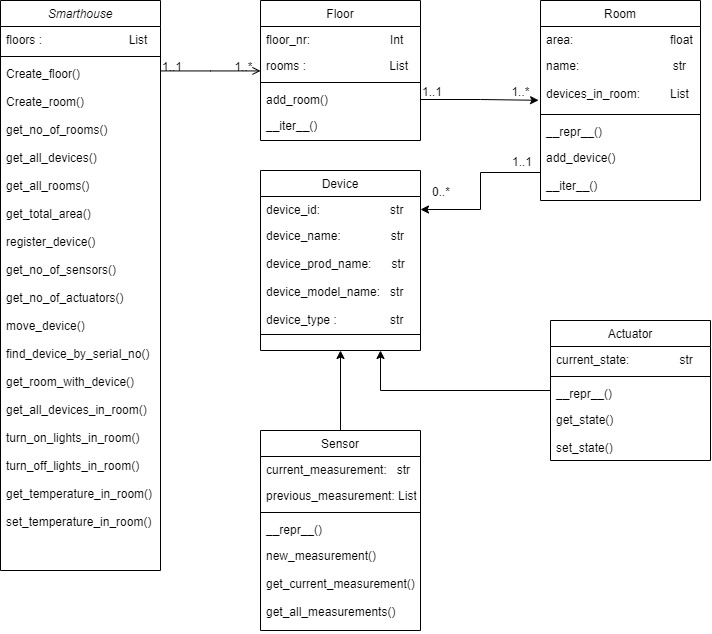 Smarthouse
floors : List
Create_floor()
Create_room()
get_no_of_rooms()
get_all_devices()
get_all_rooms()
get_total_area()
register_device()
get_no_of_sensors()
get_no_of_actuators()
move_device()
find_device_by_serial_no()
get_room_with_device()
get_all_devices_in_room()
turn_on_lights_in_room()
turn_off_lights_in_room()
get_temperature_in_room()
set_temperature_in_room()
1..1 1..*
Floor
floor_nr: Int
rooms : List
add_room()
__iter__()
1..1 1..*
Room
area: float
name: str
devices_in_room: List
__repr__()
add_device()
__iter__()
1..1
0..*
Device
device_id: str
device_name: str
device_prod_name: str
device_model_name: str
device_type : str
Sensor
current_measurement: str
previous_measurement: List
__repr__()
new_measurement()
get_current_measurement()
get_all_measurements()
Actuator
current_state: str
__repr__()
get_state()
set_state()